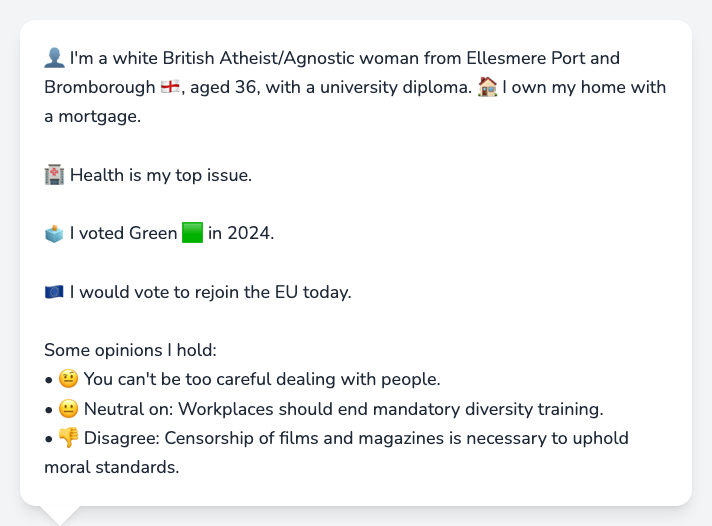 👤 I'm a white British Atheist/Agnostic woman from Ellesmere Port and
Bromborough 🏴󠁧󠁢󠁥󠁮󠁧󠁿, aged 36, with a university diploma. 🏠 I own my home with
a mortgage.
🏥 Health is my top issue.
🗳️ I voted Green 🟩 in 2024.
🇪🇺 I would vote to rejoin the EU today.
Some opinions I hold:
• 🤨 You can't be too careful dealing with people.
• 😐 Neutral on: Workplaces should end mandatory diversity training.
• 👎 Disagree: Censorship of films and magazines is necessary to uphold
moral standards.